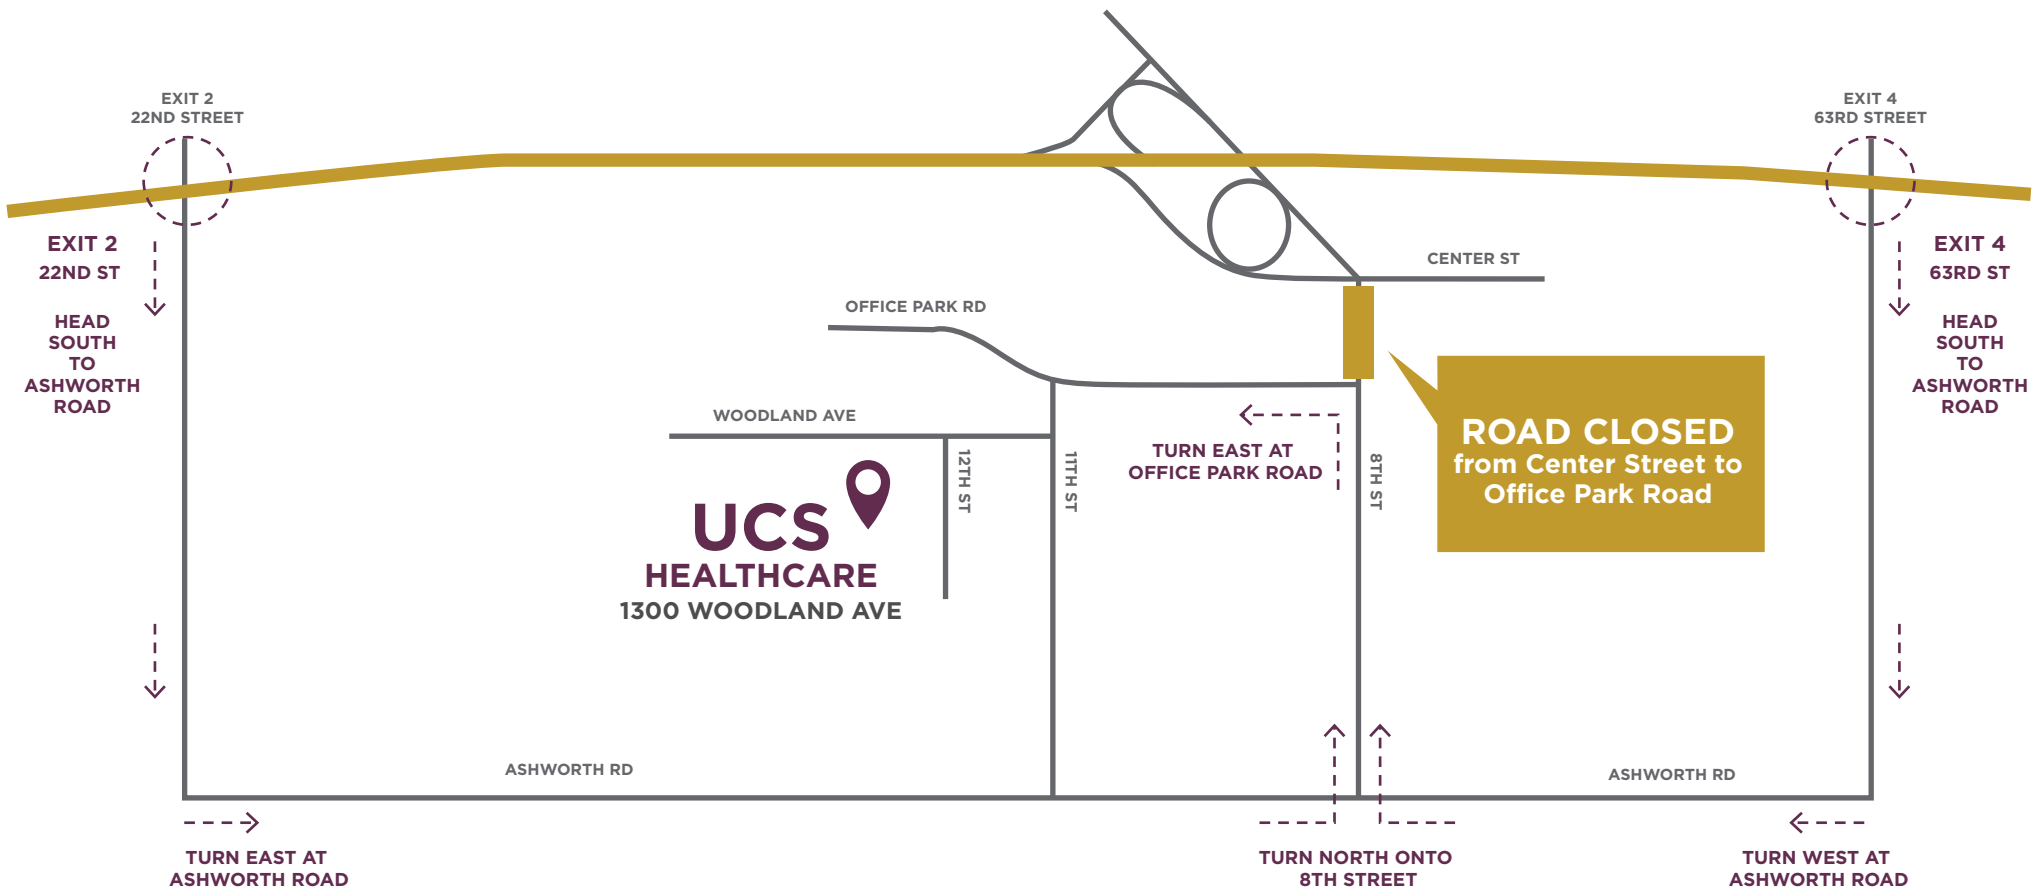 EXIT 2
22ND STREET
EXIT 4
63RD STREET
EXIT 2
22ND ST
HEAD
SOUTH
TO
ASHWORTH
ROAD
EXIT 4
63RD ST
HEAD
SOUTH
TO
ASHWORTH
ROAD
CENTER ST
OFFICE PARK RD
WOODLAND AVE
12TH ST
11TH ST
8TH ST
TURN EAST AT
OFFICE PARK ROAD
ROAD CLOSED
from Center Street to
Office Park Road
UCS
HEALTHCARE
1300 WOODLAND AVE
ASHWORTH RD
ASHWORTH RD
TURN EAST AT
ASHWORTH ROAD
TURN NORTH ONTO
8TH STREET
TURN WEST AT
ASHWORTH ROAD